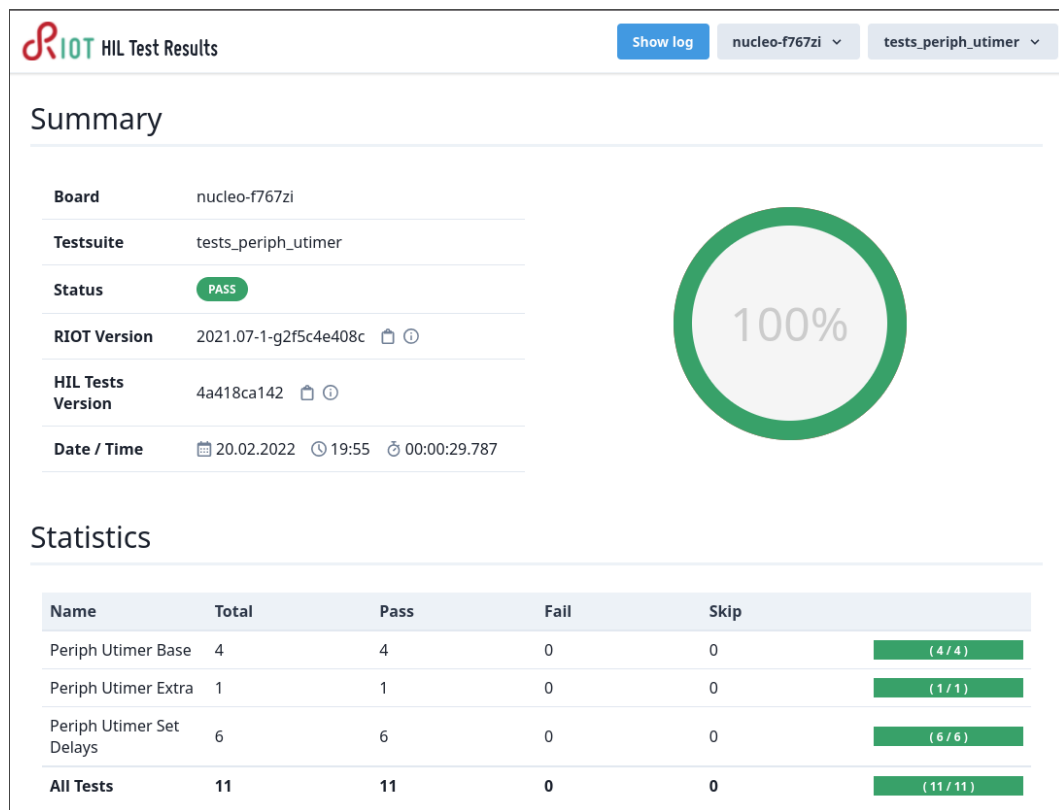 RIOT HIL Test Results
Show log
nucleo-f767zi
tests_periph_utimer
Summary
Board nucleo-f767zi
Testsuite tests_periph_utimer
Status PASS
RIOT Version 2021.07-1-g2f5c4e408c
HIL Tests
Version 4a418ca142
Date / Time 20.02.2022 19:55 00:00:29.787
100%
Statistics
Name Total Pass Fail Skip
Periph Utimer Base 4 4 0 0 ( 4 / 4 )
Periph Utimer Extra 1 1 0 0 ( 1 / 1 )
Periph Utimer Set
Delays 6 6 0 0 ( 6 / 6 )
All Tests 11 11 0 0 ( 11 / 11 )